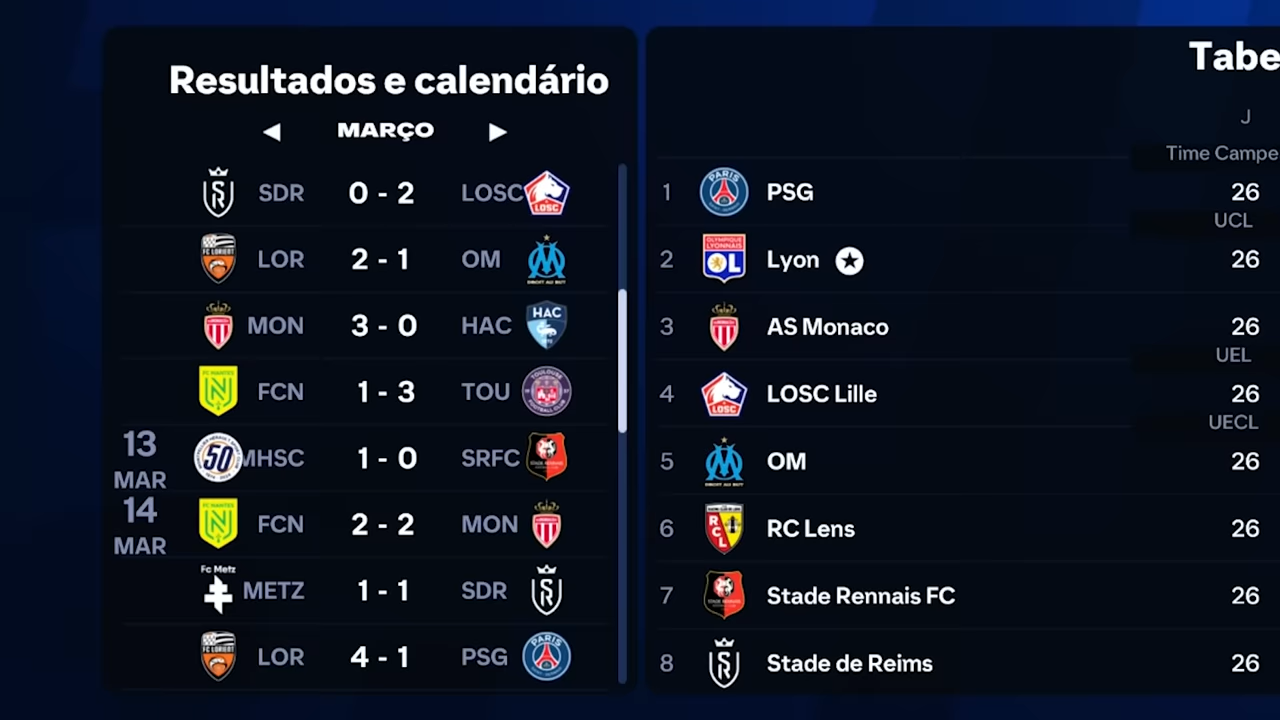 Resultados e calendário
MARÇO
SDR 0 - 2 LOSC
LOR 2 - 1 OM
MON 3 - 0 HAC
FCN 1 - 3 TOU
13 MAR MHSC 1 - 0 SRFC
14 MAR FCN 2 - 2 MON
METZ 1 - 1 SDR
LOR 4 - 1 PSG
Tabe
J
Time Campe
1 PSG 26
UCL
2 Lyon 26
3 AS Monaco 26
UEL
4 LOSC Lille 26
UECL
5 OM 26
6 RC Lens 26
7 Stade Rennais FC 26
8 Stade de Reims 26